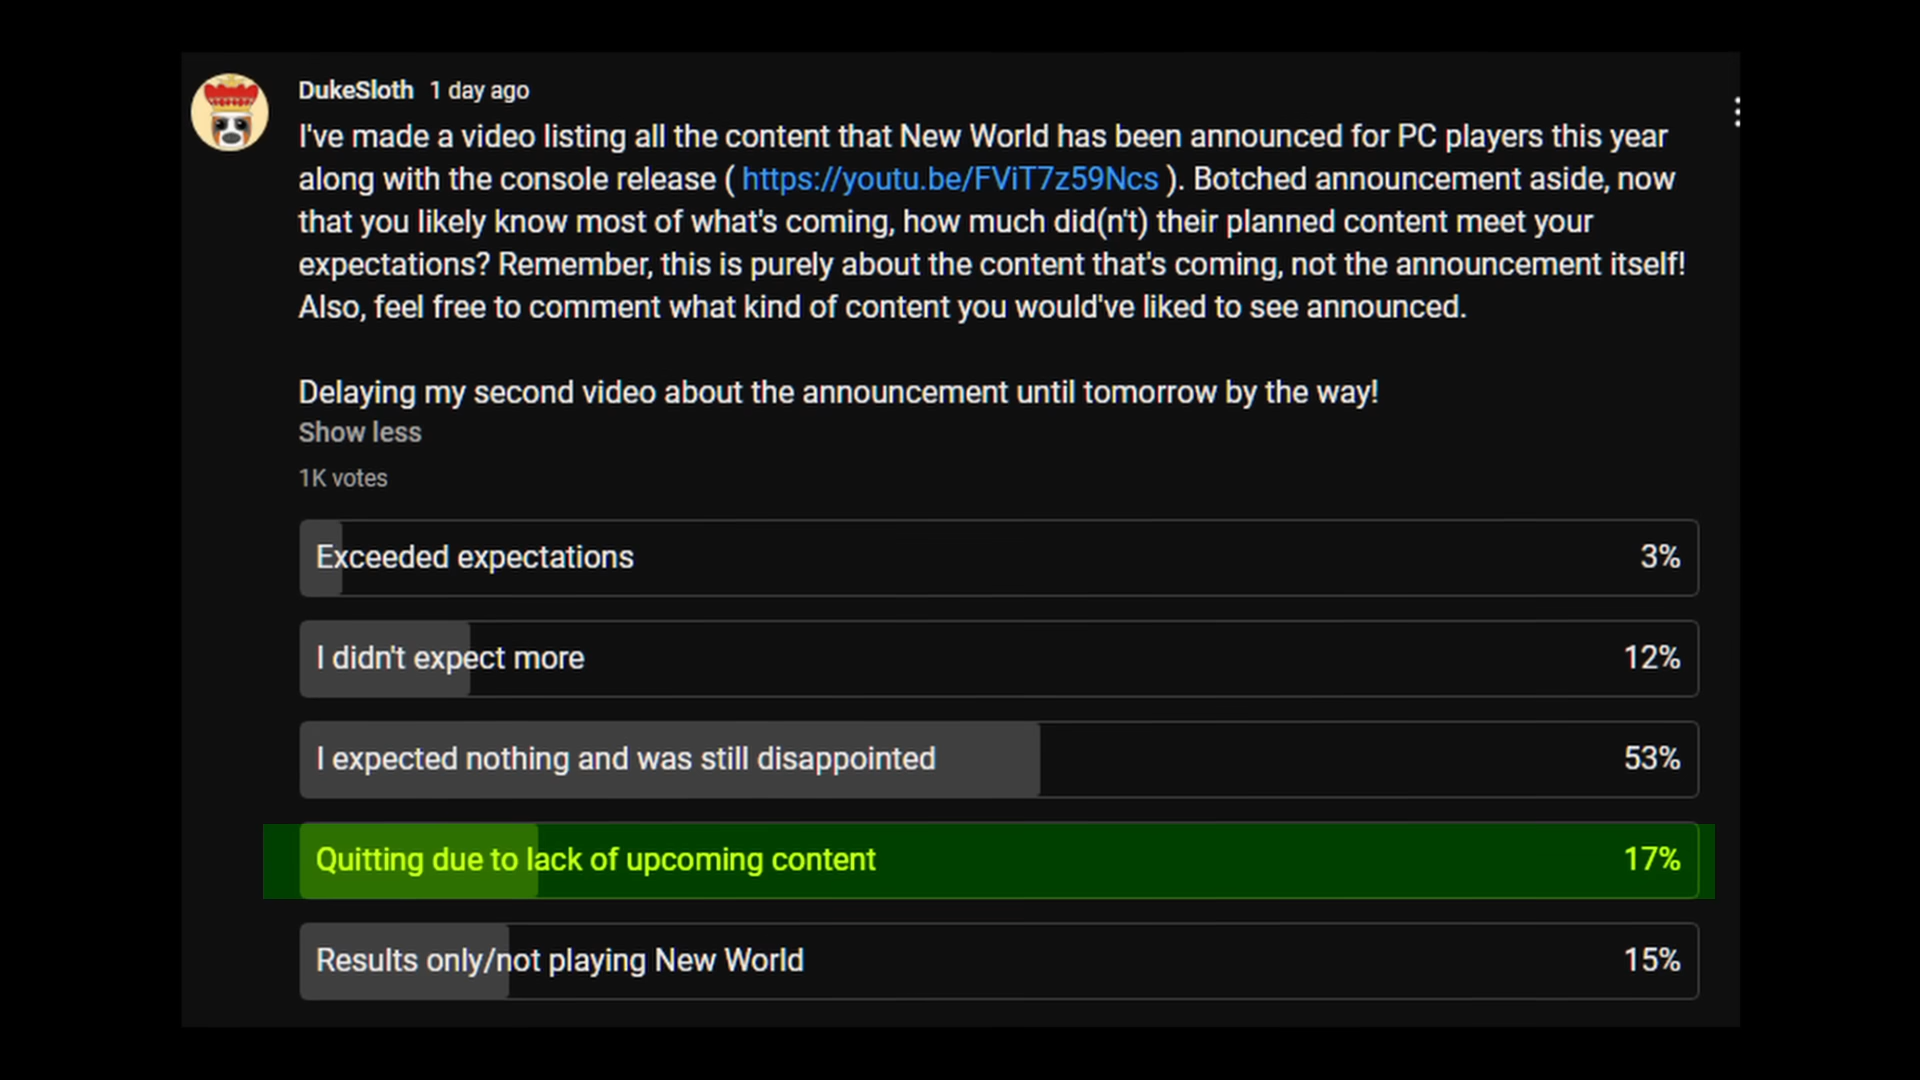 DukeSloth 1 day ago
I've made a video listing all the content that New World has been announced for PC players this year
along with the console release ( https://youtu.be/FViT7z59Ncs ). Botched announcement aside, now
that you likely know most of what's coming, how much did(n't) their planned content meet your
expectations? Remember, this is purely about the content that's coming, not the announcement itself!
Also, feel free to comment what kind of content you would've liked to see announced.
Delaying my second video about the announcement until tomorrow by the way!
Show less
1K votes
Exceeded expectations 3%
I didn't expect more 12%
I expected nothing and was still disappointed 53%
Quitting due to lack of upcoming content 17%
Results only/not playing New World 15%